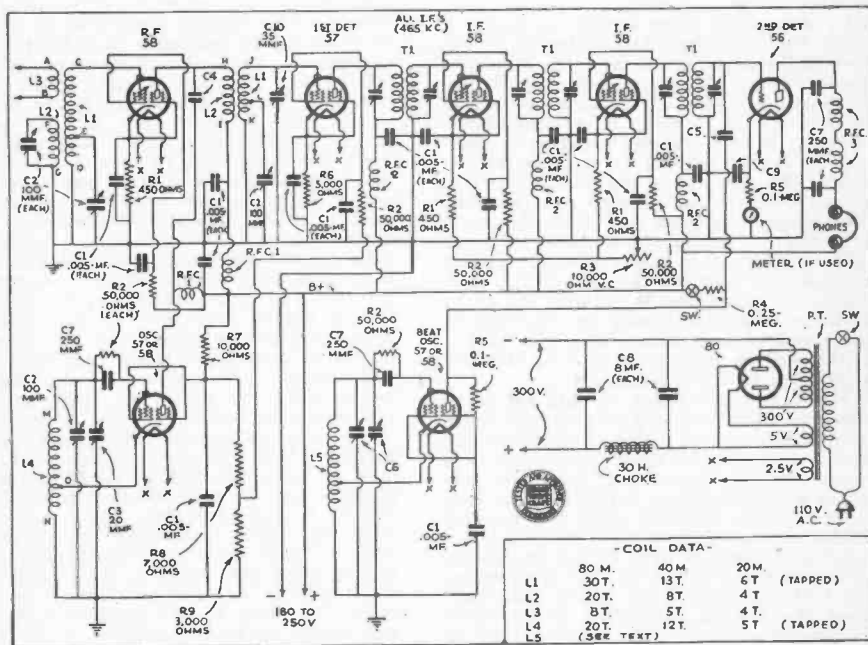 R.F.
58
C10
35
MMF.
1ST DET
57
ALL I.F.'S
(465 KC)
I.F.
58
I.F.
58
2ND DET
56
T1
T1
T1
A
C
L3
B
L2
L1
E
F
G
D
C4
H
J
L1
L2
K
I
C2
100
MMF.
(EACH)
R1
450 OHMS
C1
.005-MF.
(EACH)
R2
50,000
OHMS
(EACH)
R.F.C.
1
C1
.005-MF.
(EACH)
R.F.C.1
C2
100
MMF.
R6
5,000
OHMS
C1
.005-MF.
(EACH)
R2
50,000
OHMS
C1
.005-
MF.
(EACH)
R.F.C.
2
R1
450
OHMS
R2
50,000
OHMS
C1
.005-
MF.
(EACH)
R.F.C.
2
R1
450
OHMS
R3
10,000
OHM V.C.
R2
50,000
OHMS
C1
.005-
MF.
R.F.C.
2
C5
C9
R5
0.1-MEG.
C7
250
MMF.
(EACH)
R.F.C.
3
PHONES
METER (IF USED)
B+
SW.
R4
0.25-
MEG.
X X
X X
X X
X X
X X
OSC.
57 OR
58
C7
250
MMF
C2
100
MMF
M
L4
O
N
C3
20
MMF
X X
R7
10,000
OHMS
C1
.005-
MF
R8
7,000
OHMS
R9
3,000
OHMS
- +
180 TO
250V.
R2
50,000
OHMS
C7
250
MMF
BEAT
OSC.
57 OR
58
R5
0.1-
MEG.
L5
C6
X X
C1
.005-
MF.
-
300V.
+
C8
8 MF.
(EACH)
30 H.
CHOKE
80
P.T.
SW
300V
5V
2.5V
X
X
110V.
A.C.
-COIL DATA-
80 M. 40 M. 20 M.
L1 30 T. 13 T. 6 T (TAPPED)
L2 20 T. 8 T. 4 T
L3 8 T. 5 T. 4 T.
L4 20 T. 12 T. 5 T (TAPPED)
L5 (SEE TEXT)